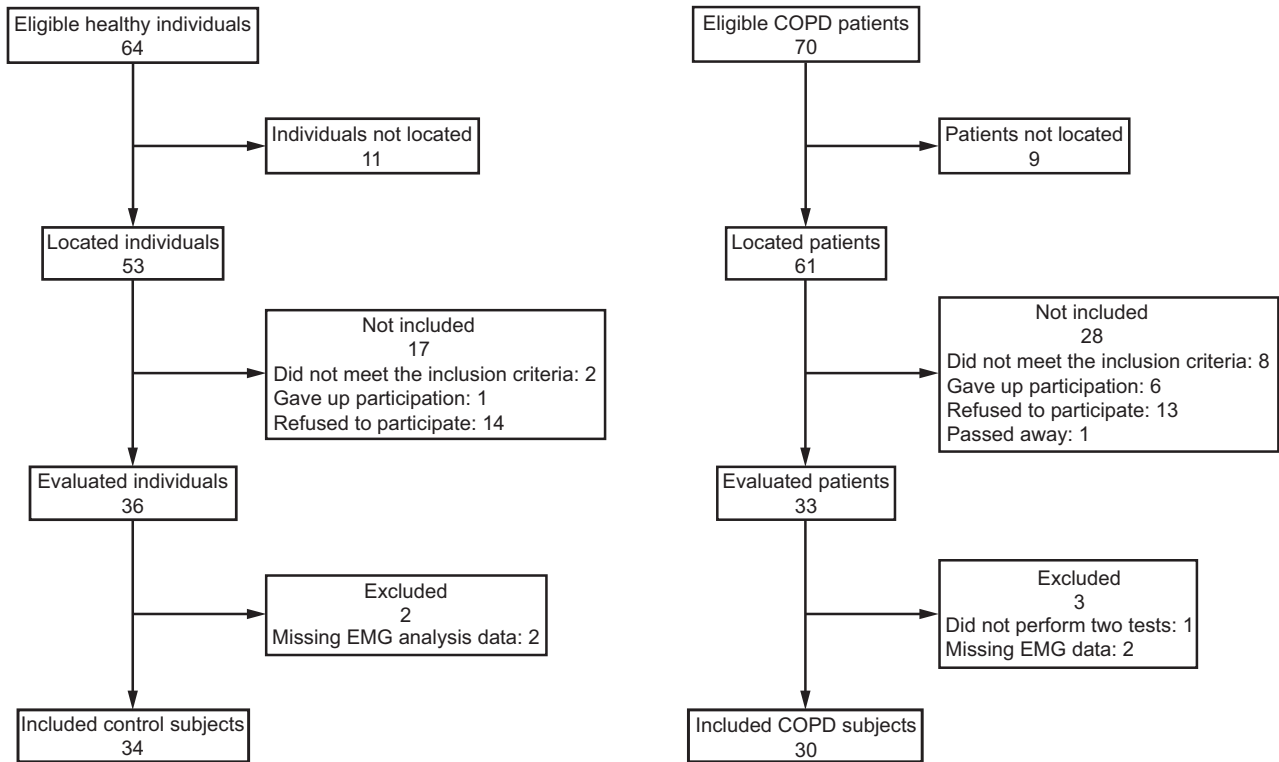 Eligible healthy individuals
64
Individuals not located
11
Located individuals
53
Not included
17
Did not meet the inclusion criteria: 2
Gave up participation: 1
Refused to participate: 14
Evaluated individuals
36
Excluded
2
Missing EMG analysis data: 2
Included control subjects
34
Eligible COPD patients
70
Patients not located
9
Located patients
61
Not included
28
Did not meet the inclusion criteria: 8
Gave up participation: 6
Refused to participate: 13
Passed away: 1
Evaluated patients
33
Excluded
3
Did not perform two tests: 1
Missing EMG data: 2
Included COPD subjects
30